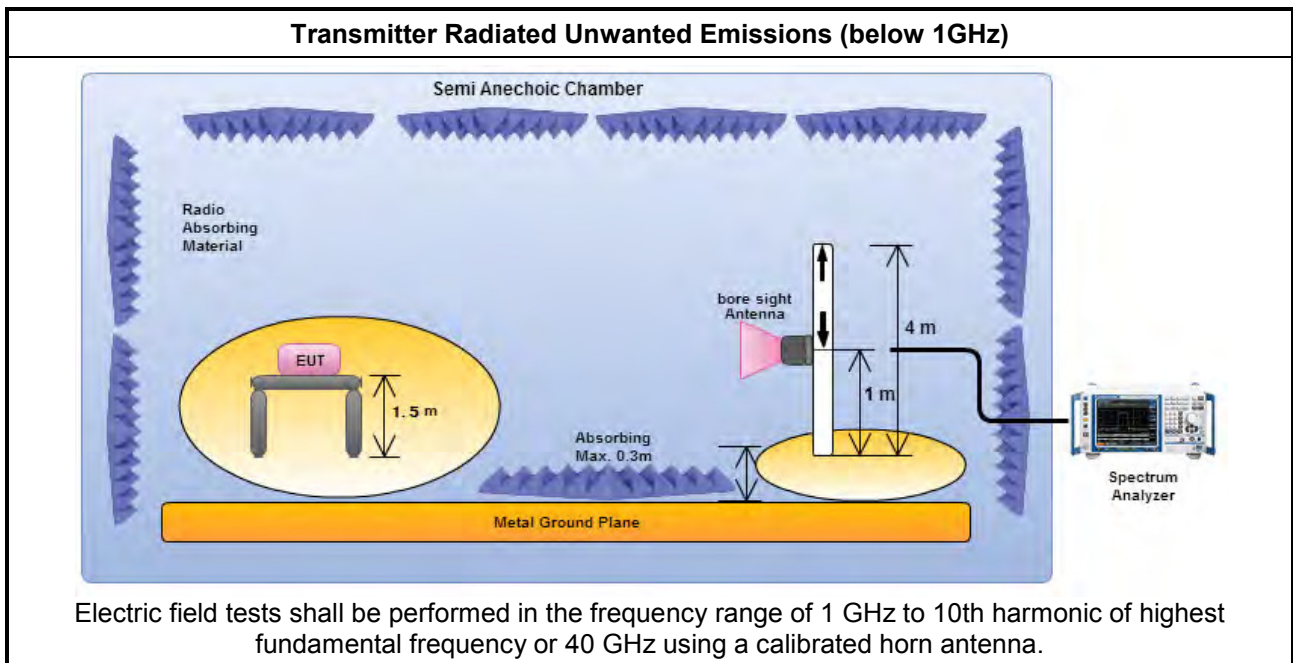 Transmitter Radiated Unwanted Emissions (below 1GHz)
Semi Anechoic Chamber
Radio
Absorbing
Material
bore sight
Antenna
4 m
EUT
1.5 m
1 m
Absorbing
Max. 0.3m
Spectrum
Analyzer
Metal Ground Plane
Electric field tests shall be performed in the frequency range of 1 GHz to 10th harmonic of highest
fundamental frequency or 40 GHz using a calibrated horn antenna.